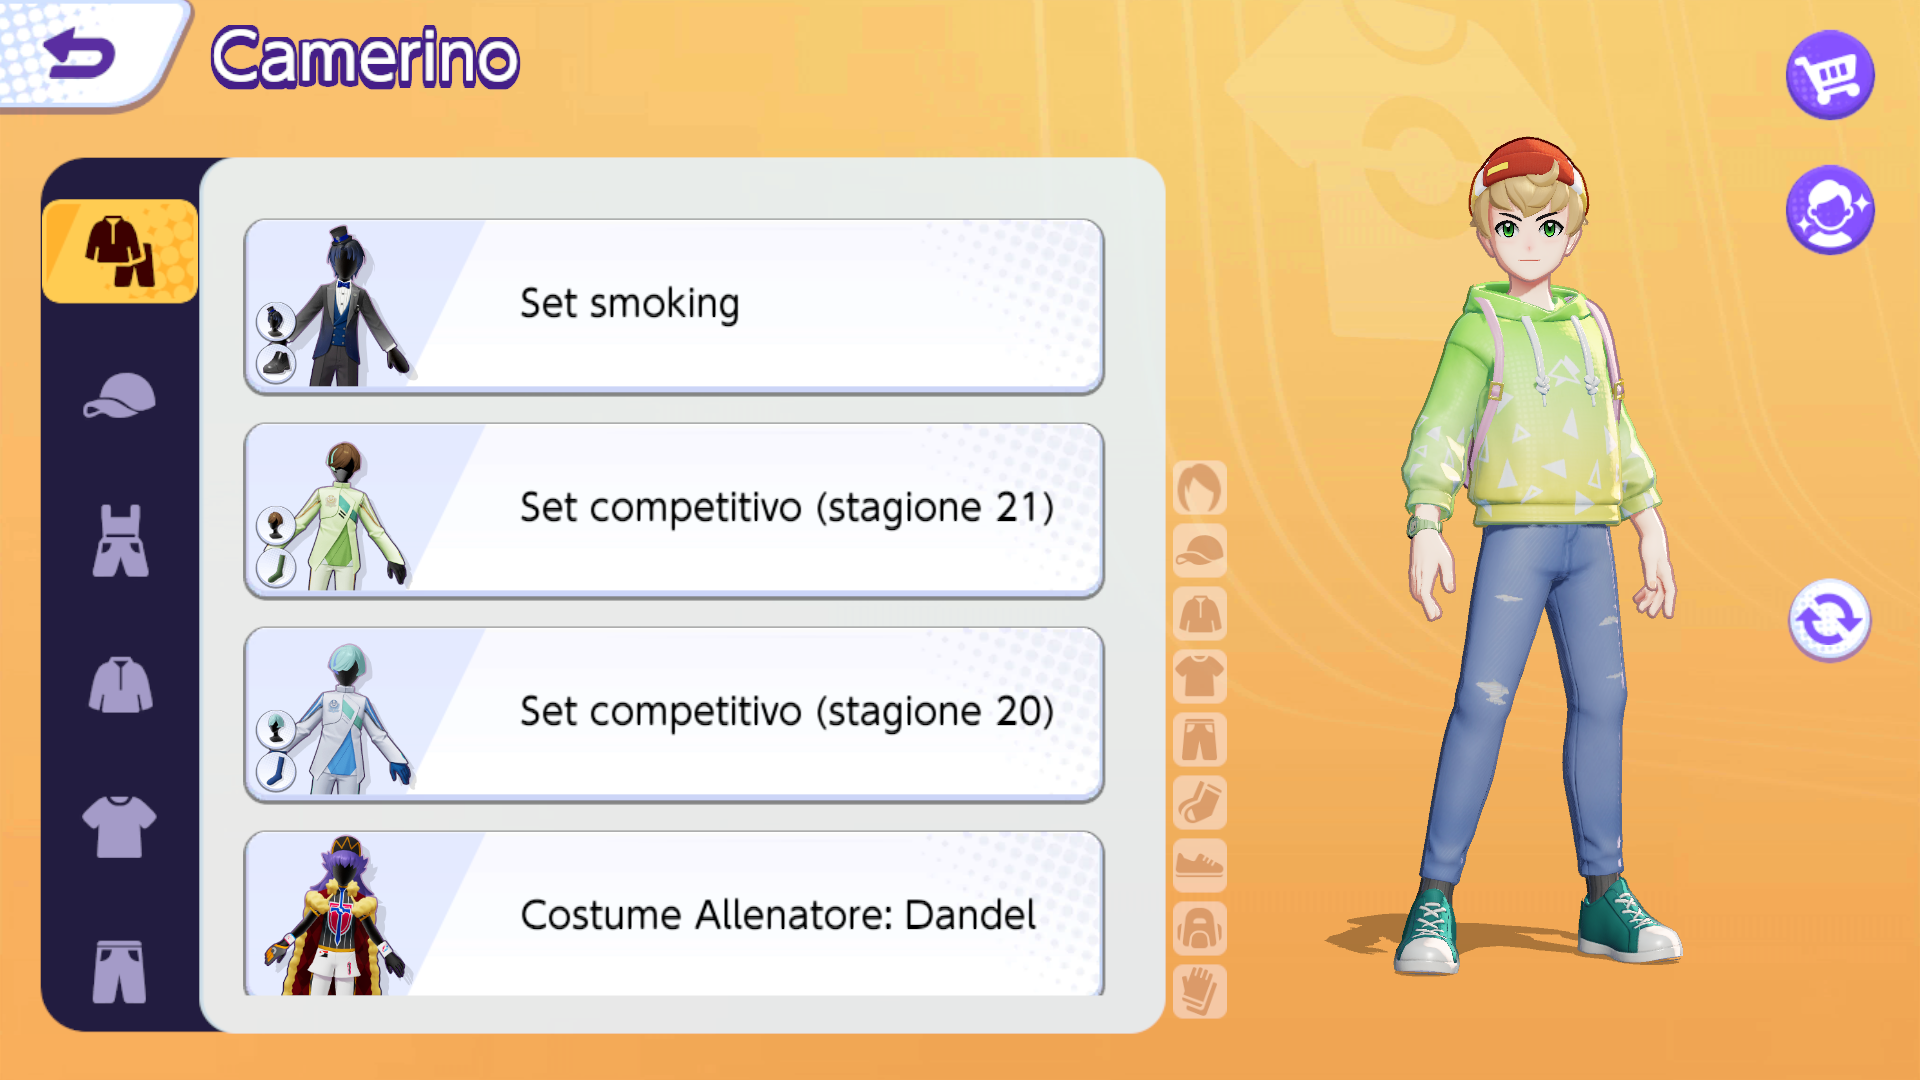 Camerino
Set smoking
Set competitivo (stagione 21)
Set competitivo (stagione 20)
Costume Allenatore: Dandel